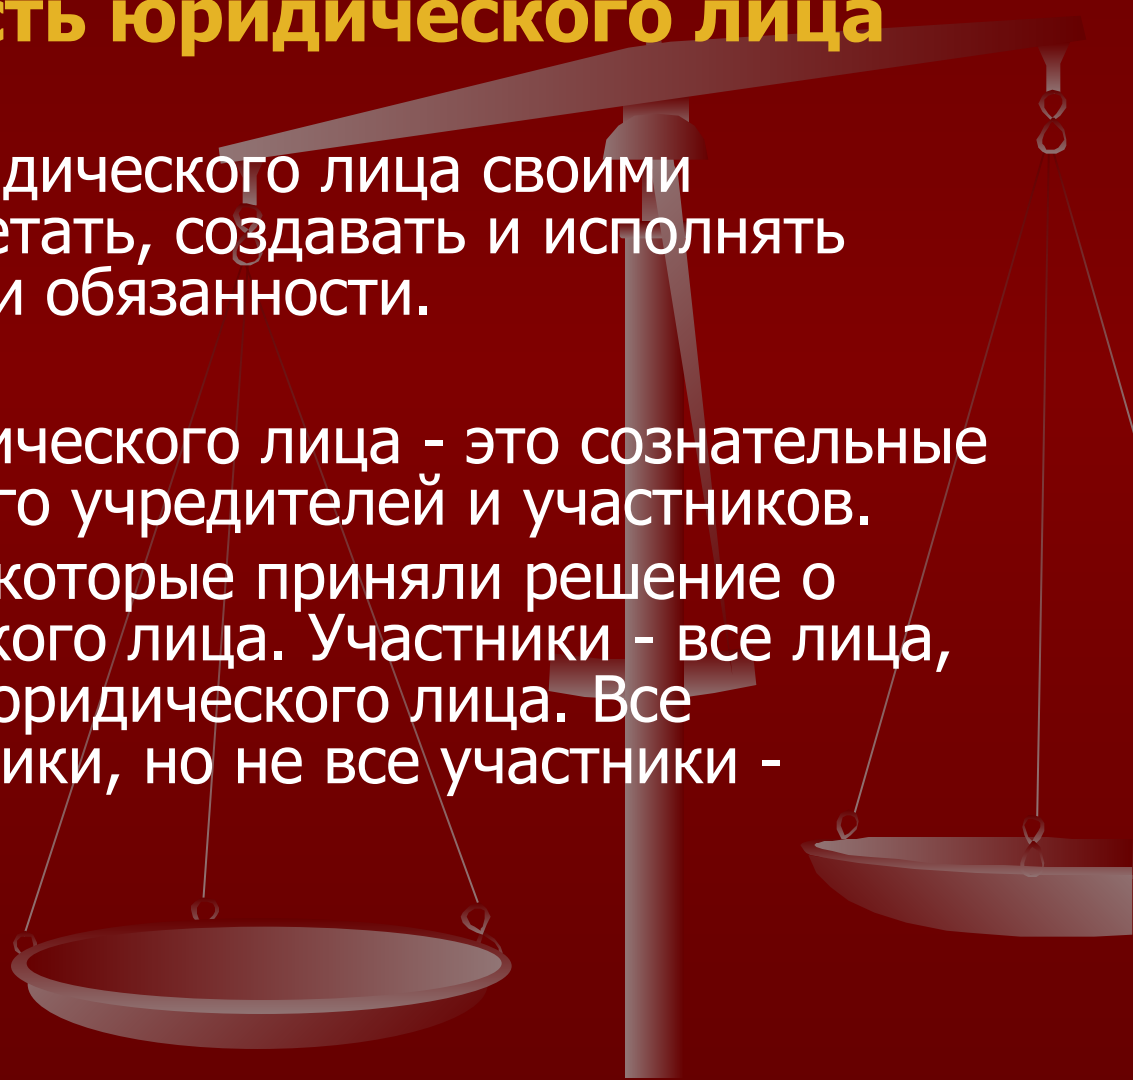 сть юридического лица
дического лица своими
етать, создавать и исполнять
и обязанности.
ического лица - это сознательные
го учредителей и участников.
которые приняли решение о
кого лица. Участники - все лица,
юридического лица. Все
ики, но не все участники -